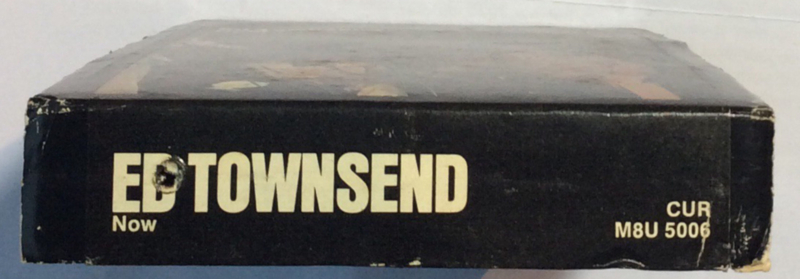 ED TOWNSEND
Now
CUR
M8U 5006